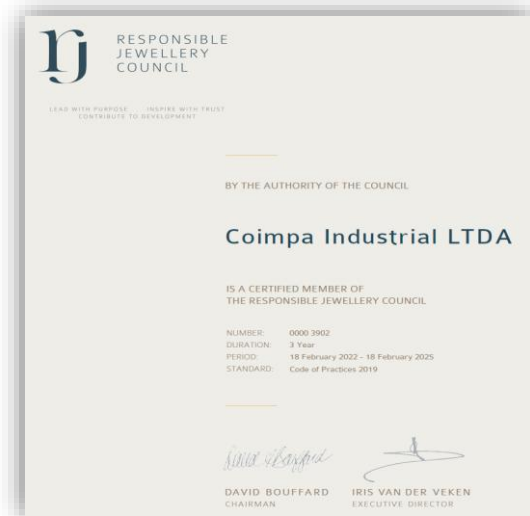 rj
RESPONSIBLE
JEWELLERY
COUNCIL
LEAD WITH PURPOSE . . . INSPIRE WITH TRUST
CONTRIBUTE TO DEVELOPMENT
BY THE AUTHORITY OF THE COUNCIL
Coimpa Industrial LTDA
IS A CERTIFIED MEMBER OF
THE RESPONSIBLE JEWELLERY COUNCIL
NUMBER: 0000 3902
DURATION: 3 Year
PERIOD: 18 February 2022 - 18 February 2025
STANDARD: Code of Practices 2019
DAVID BOUFFARD IRIS VAN DER VEKEN
CHAIRMAN EXECUTIVE DIRECTOR